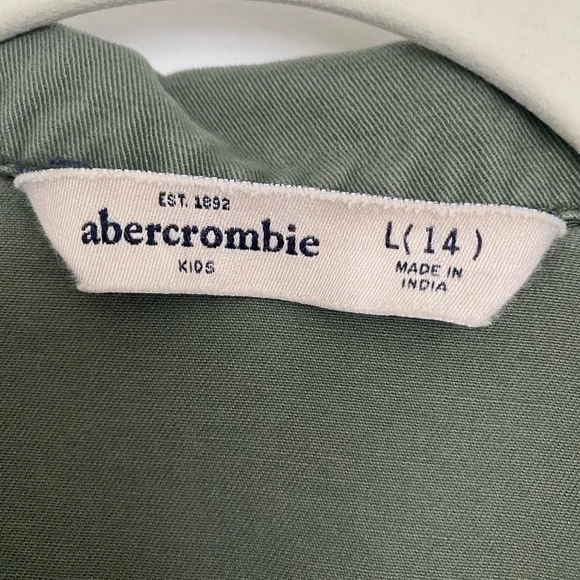 EST. 1892
abercrombie
KIDS
L(14)
MADE IN
INDIA